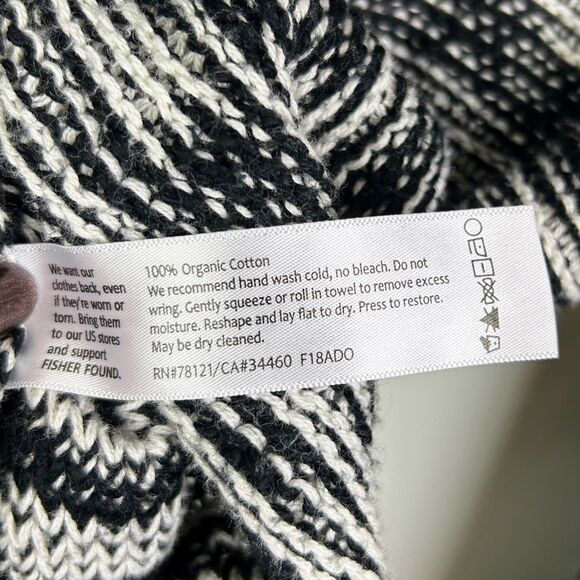 We want our
clothes back, even
if they're worn or
torn. Bring them
to our US stores
and support
FISHER FOUND.
100% Organic Cotton
We recommend hand wash cold, no bleach. Do not
wring. Gently squeeze or roll in towel to remove excess
moisture. Reshape and lay flat to dry. Press to restore.
May be dry cleaned.
RN#78121/CA#34460 F18ADO